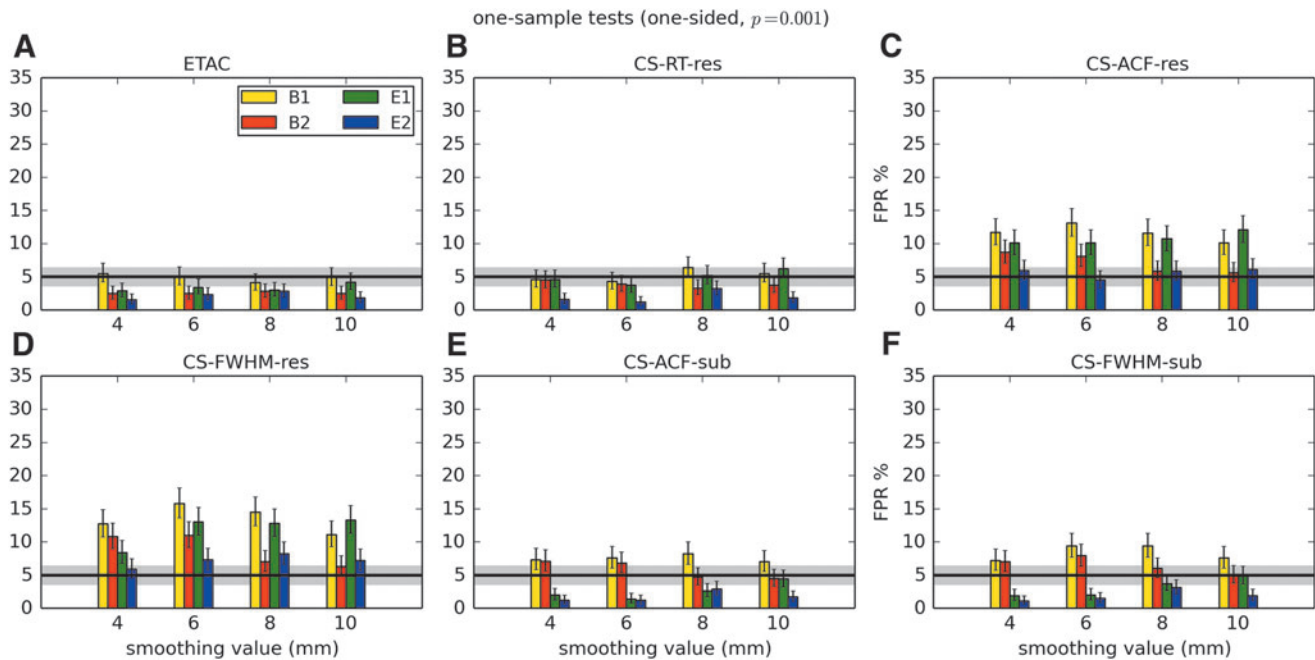 one-sample tests (one-sided, p=0.001)
A
ETAC
B
CS-RT-res
C
CS-ACF-res
35
30
25
20
15
10
5
0
B1
E1
B2
E2
4 6 8 10
35
30
25
20
15
10
5
0
4 6 8 10
FPR %
35
30
25
20
15
10
5
0
4 6 8 10
D
CS-FWHM-res
E
CS-ACF-sub
F
CS-FWHM-sub
35
30
25
20
15
10
5
0
4 6 8 10
smoothing value (mm)
35
30
25
20
15
10
5
0
4 6 8 10
smoothing value (mm)
FPR %
35
30
25
20
15
10
5
0
4 6 8 10
smoothing value (mm)